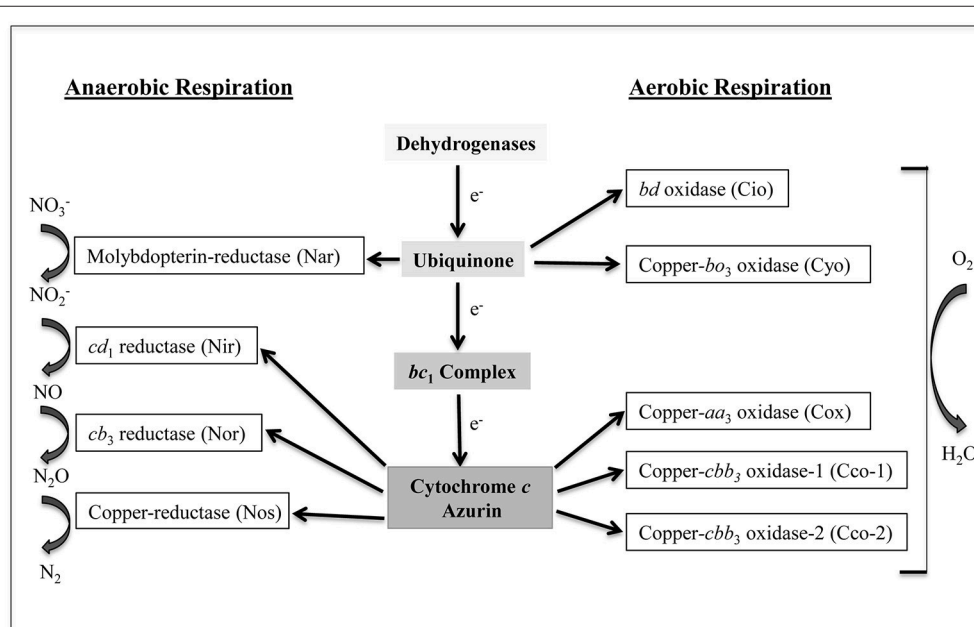 Anaerobic Respiration
Aerobic Respiration
Dehydrogenases
e⁻
bd oxidase (Cio)
NO₃⁻
Molybdopterin-reductase (Nar)
Ubiquinone
Copper-bo₃ oxidase (Cyo)
O₂
NO₂⁻
e⁻
cd₁ reductase (Nir)
bc₁ Complex
NO
e⁻
Copper-aa₃ oxidase (Cox)
cb₃ reductase (Nor)
H₂O
N₂O
Cytochrome c
Azurin
Copper-cbb₃ oxidase-1 (Cco-1)
Copper-reductase (Nos)
Copper-cbb₃ oxidase-2 (Cco-2)
N₂